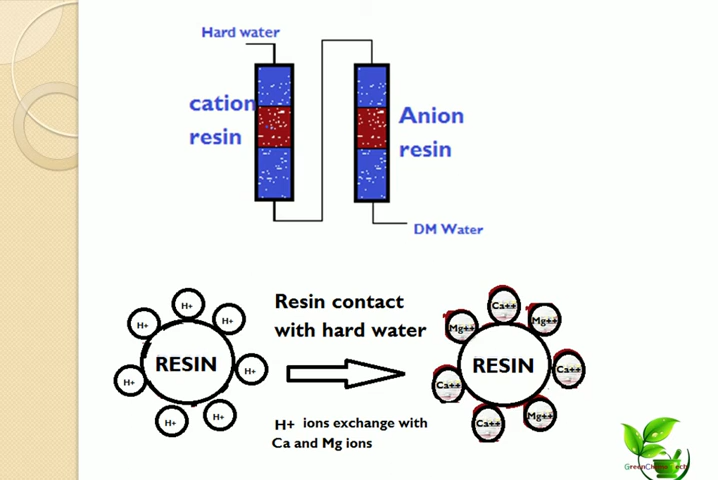 Hard water
cation
resin
Anion
resin
DM Water
H+
H+
H+
H+
H+
H+
H+
RESIN
Resin contact
with hard water
H+ ions exchange with
Ca and Mg ions
Ca++
Mg++
Mg++
Ca++
Ca++
Mg++
Ca++
RESIN